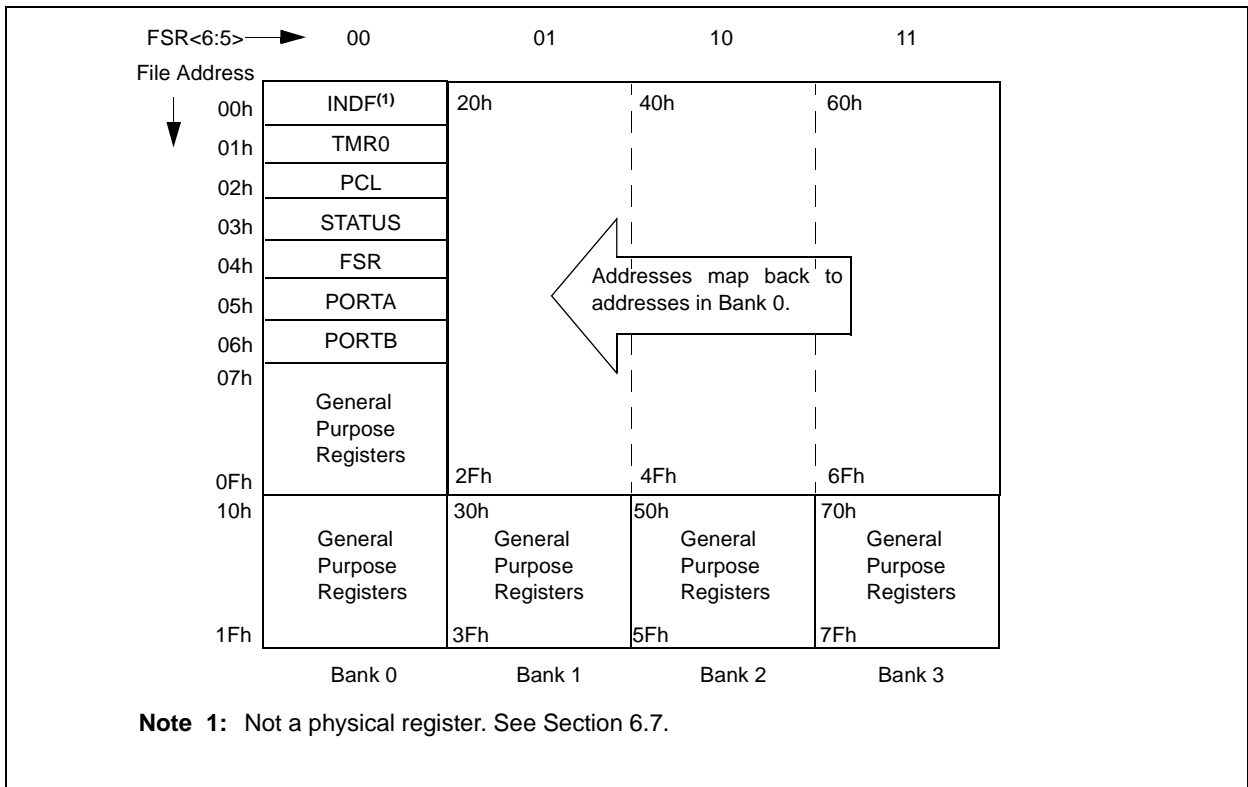 FSR<6:5> 00 01 10 11
File Address
00h INDF(1) 20h 40h 60h
01h TMR0
02h PCL
03h STATUS
04h FSR
Addresses map back to
addresses in Bank 0.
05h PORTA
06h PORTB
07h
General
Purpose
Registers
0Fh 2Fh 4Fh 6Fh
10h 30h 50h 70h
General General General General
Purpose Purpose Purpose Purpose
Registers Registers Registers Registers
1Fh 3Fh 5Fh 7Fh
Bank 0 Bank 1 Bank 2 Bank 3
Note 1: Not a physical register. See Section 6.7.